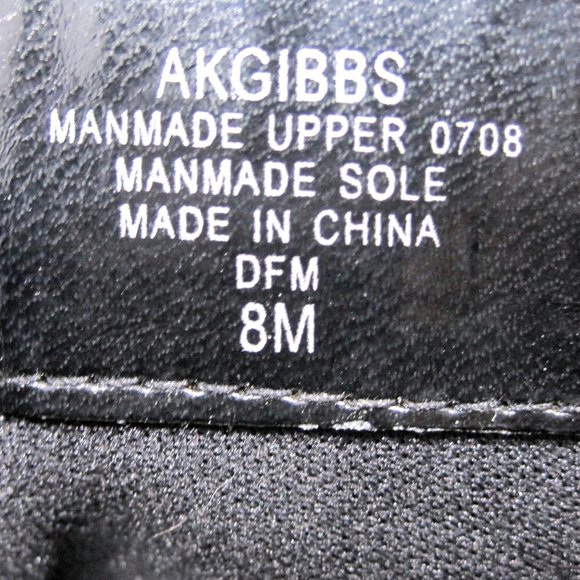 AKGIBBS
MANMADE UPPER 0708
MANMADE SOLE
MADE IN CHINA
DFM
8M